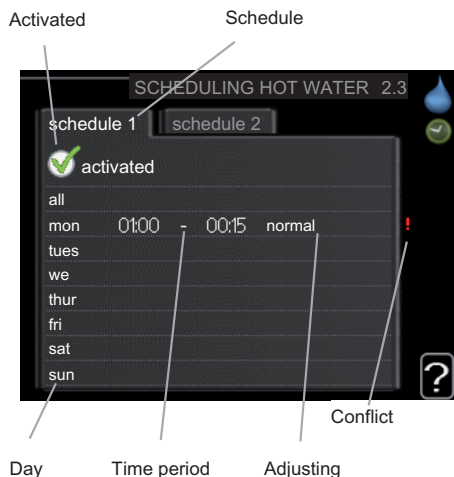 Activated Schedule
SCHEDULING HOT WATER 2.3
schedule 1 schedule 2
activated
all
mon 01:00 - 00:15 normal !
tues
we
thur
fri
sat
sun
?
Conflict
Day Time period Adjusting